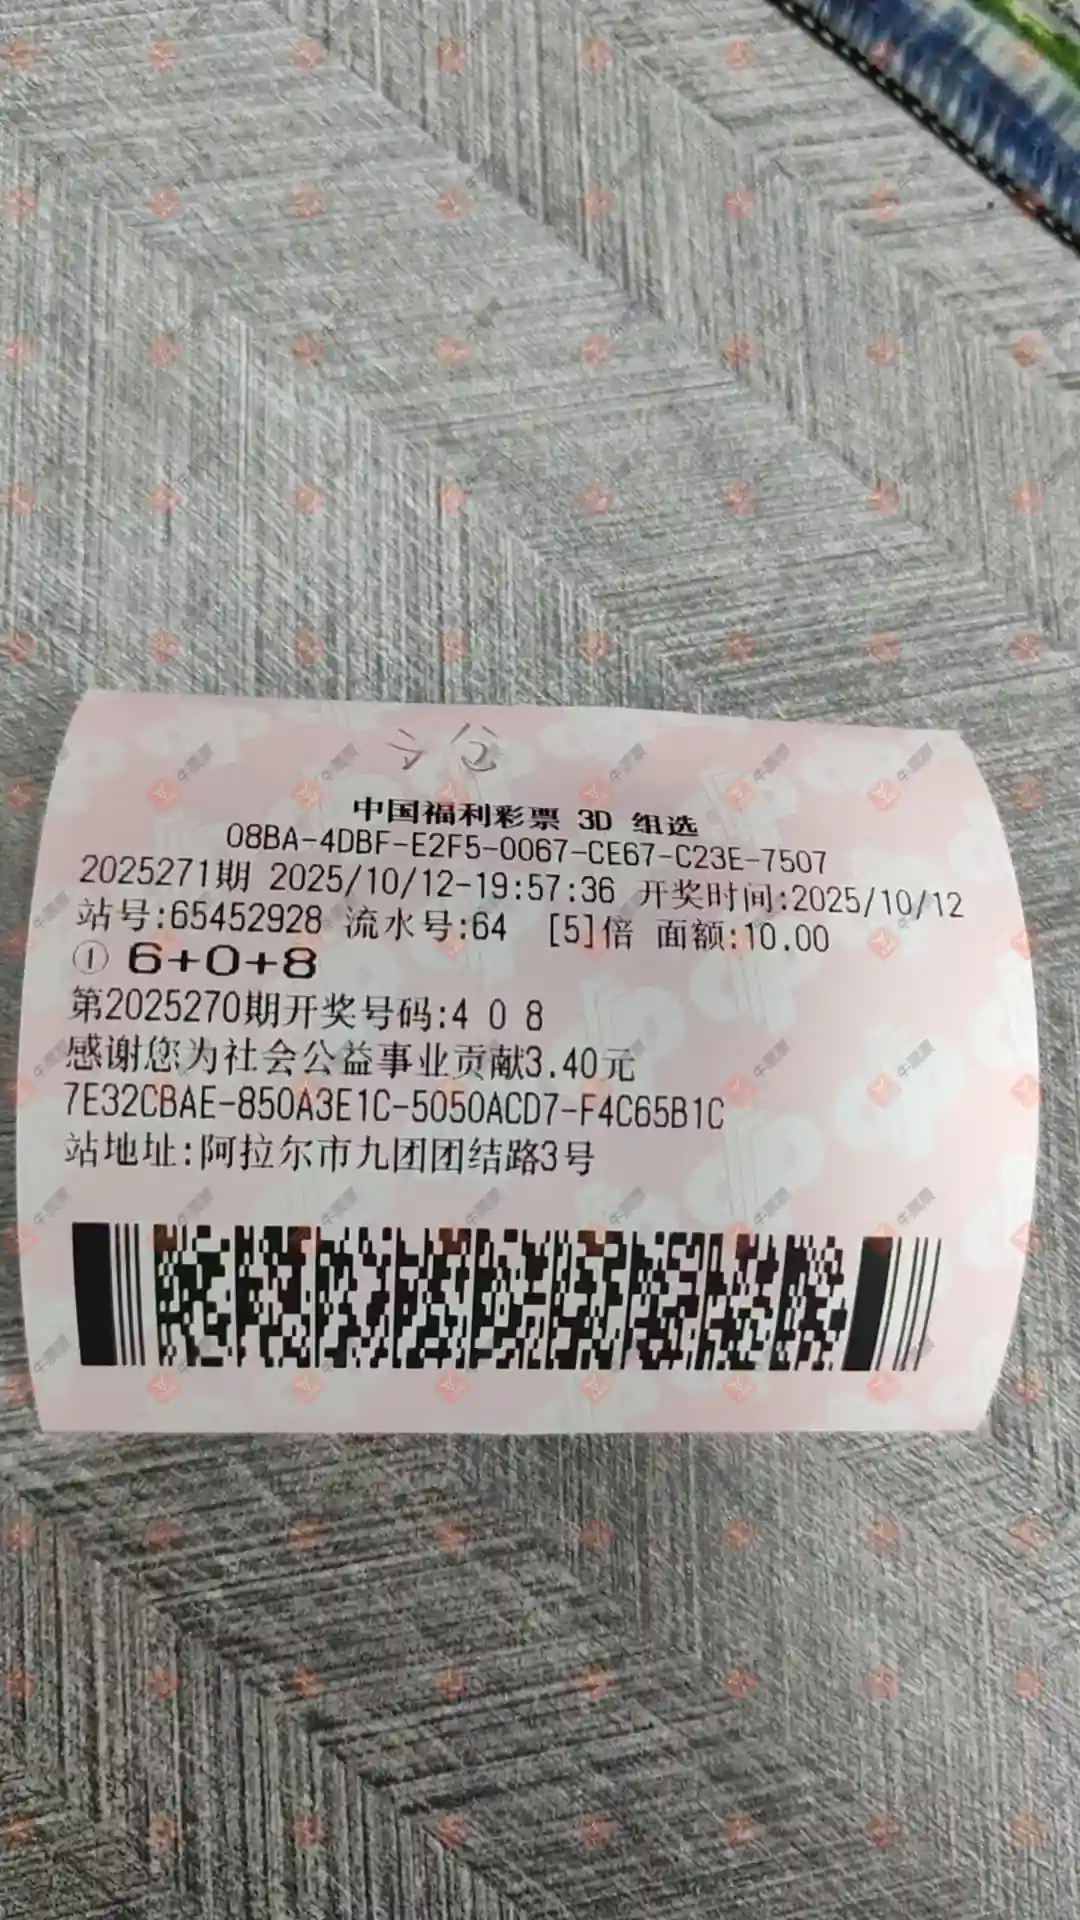 中国福利彩票 3D 组选
08BA-4DBF-E2F5-0067-CE67-C23E-7507
2025271期 2025/10/12-19:57:36 开奖时间:2025/10/12
站号:65452928 流水号:64 [5]倍 面额:10.00
① 6+0+8
第2025270期开奖号码:4 0 8
感谢您为社会公益事业贡献3.40元
7E32CBAE-850A3E1C-5050ACD7-F4C65B1C
站地址:阿拉尔市九团团结路3号